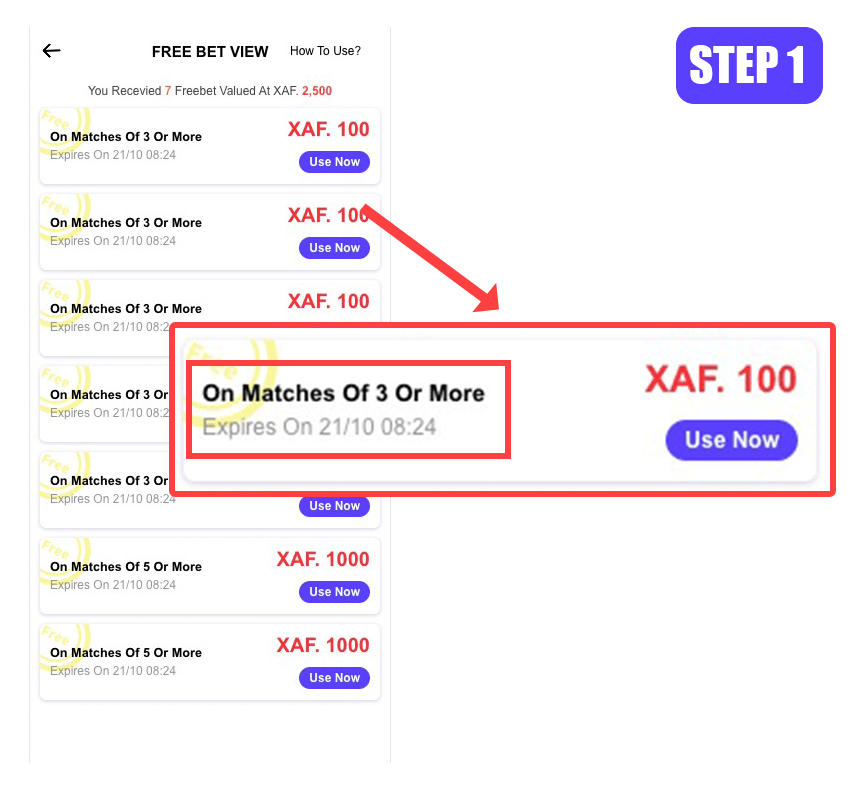 STEP 1
FREE BET VIEW How To Use?
You Recevied 7 Freebet Valued At XAF. 2,500
Free
On Matches Of 3 Or More
Expires On 21/10 08:24
XAF. 100
Use Now
Free
On Matches Of 3 Or More
Expires On 21/10 08:24
XAF. 100
Use Now
Free
On Matches Of 3 Or More
Expires On 21/10 08:2
XAF. 100
Free
On Matches Of 3 Or More
Expires On 21/10 08:24
XAF. 100
Use Now
Free
On Matches Of 3 Or
Expires On 21/10 08:2
Free
On Matches Of 3 Or
Expires On 21/10 08:24
Use Now
Free
On Matches Of 5 Or More
Expires On 21/10 08:24
XAF. 1000
Use Now
Free
On Matches Of 5 Or More
Expires On 21/10 08:24
XAF. 1000
Use Now